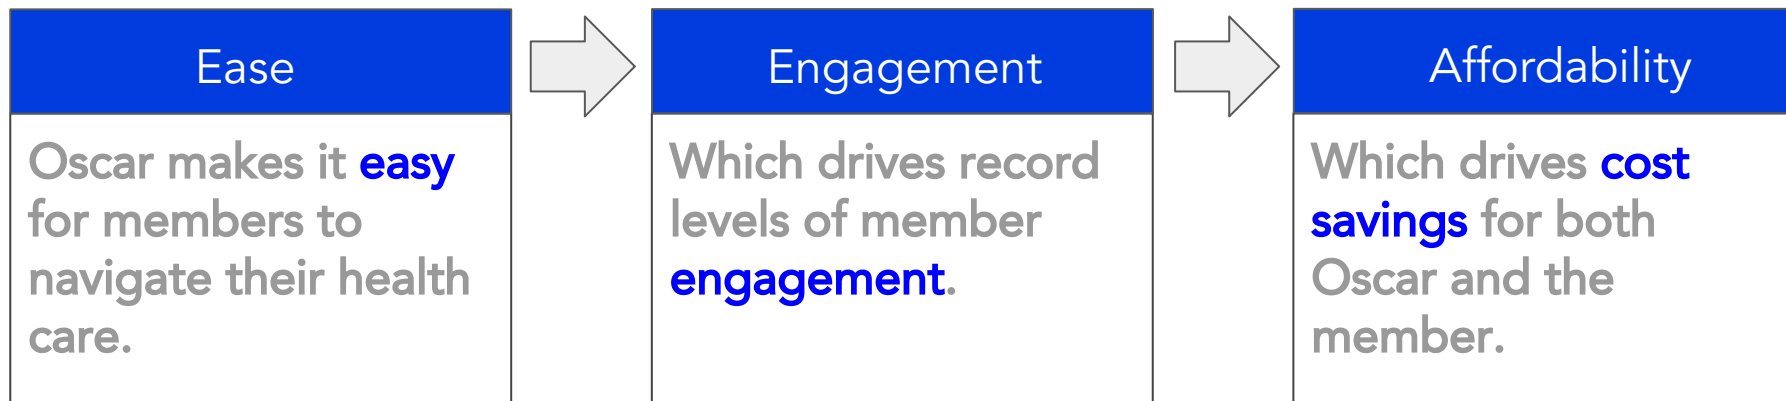 Ease
Oscar makes it easy
for members to
navigate their health
care.
Engagement
Which drives record
levels of member
engagement.
Affordability
Which drives cost
savings for both
Oscar and the
member.